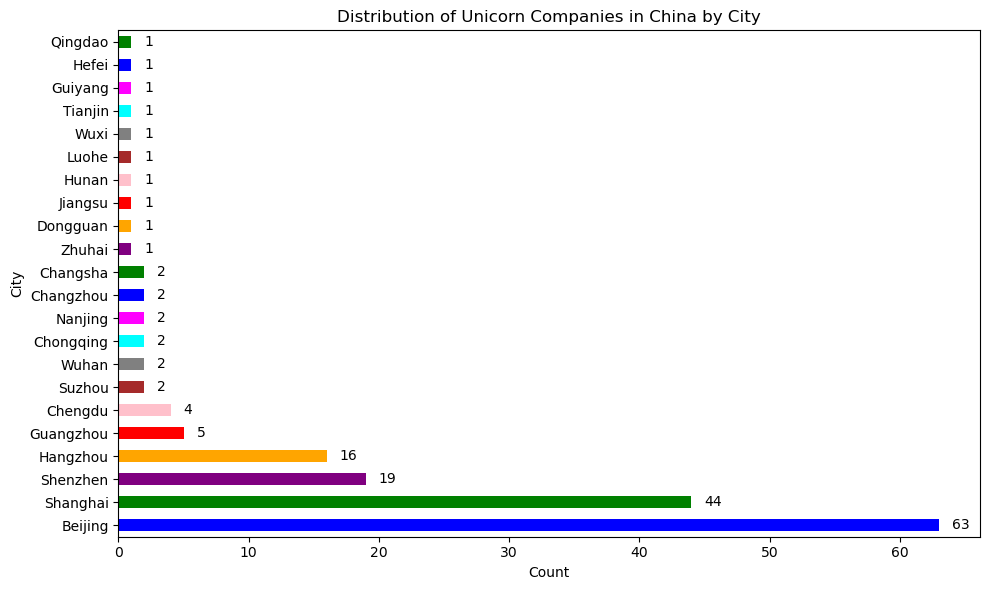 Distribution of Unicorn Companies in China by City
Qingdao 1
Hefei 1
Guiyang 1
Tianjin 1
Wuxi 1
Luohe 1
Hunan 1
Jiangsu 1
Dongguan 1
Zhuhai 1
Changsha 2
Changzhou 2
Nanjing 2
Chongqing 2
Wuhan 2
Suzhou 2
Chengdu 4
Guangzhou 5
Hangzhou 16
Shenzhen 19
Shanghai 44
Beijing 63
City
0 10 20 30 40 50 60
Count